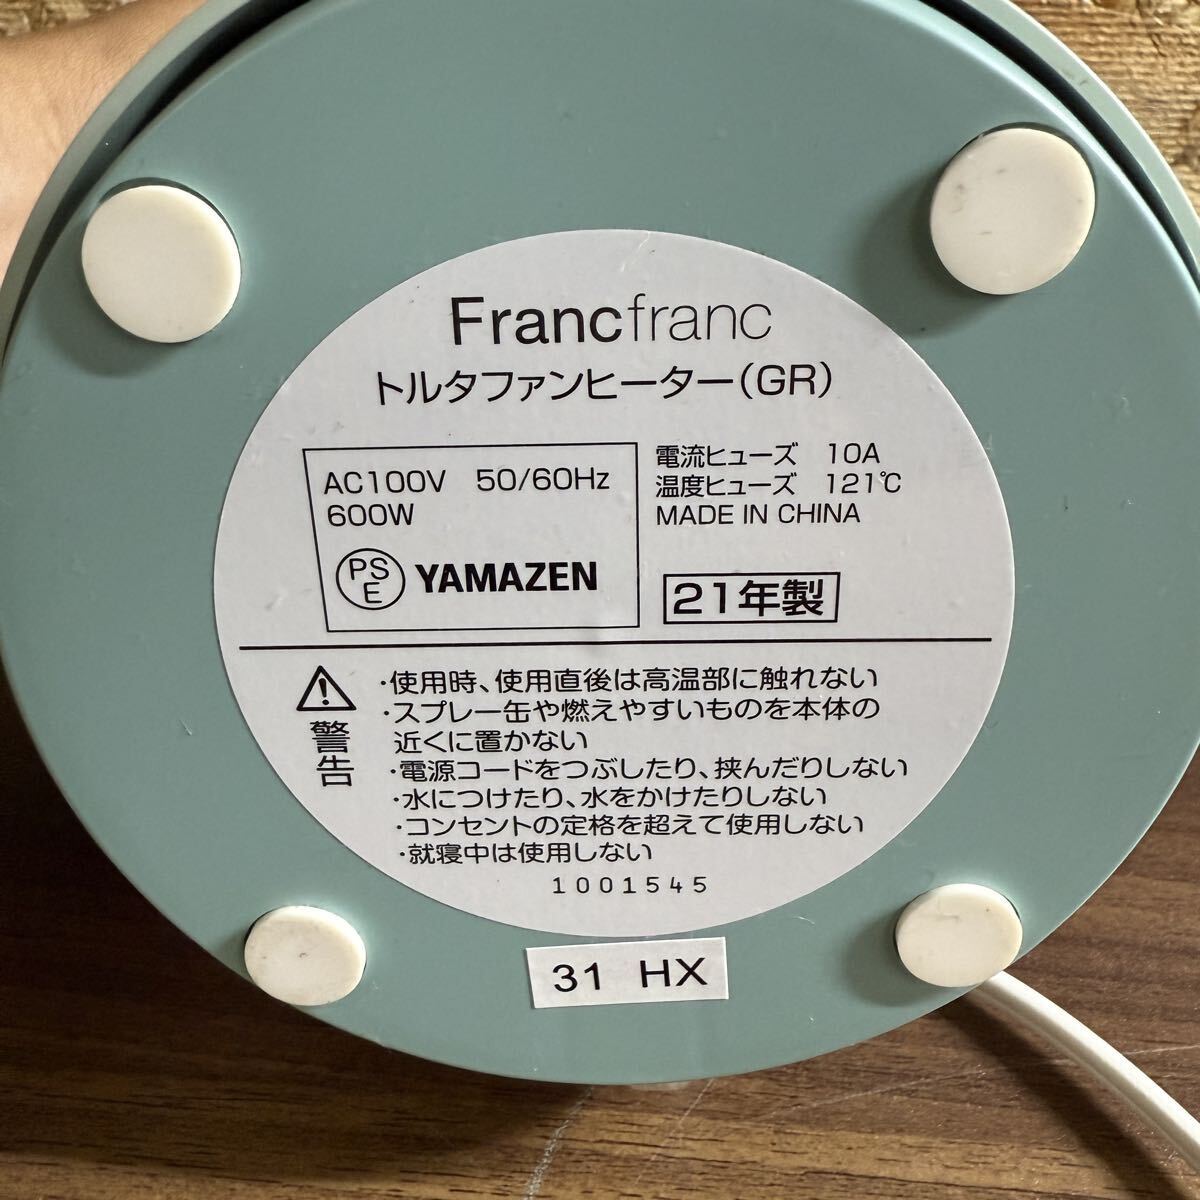 Francfranc
トルタファンヒーター(GR)
AC100V 50/60Hz
600W
PSE YAMAZEN
電流ヒューズ 10A
温度ヒューズ 121℃
MADE IN CHINA
21年製
警告
・使用時、使用直後は高温部に触れない
・スプレー缶や燃えやすいものを本体の
近くに置かない
・電源コードをつぶしたり、挟んだりしない
・水につけたり、水をかけたりしない
・コンセントの定格を超えて使用しない
・就寝中は使用しない
1001545
31 HX